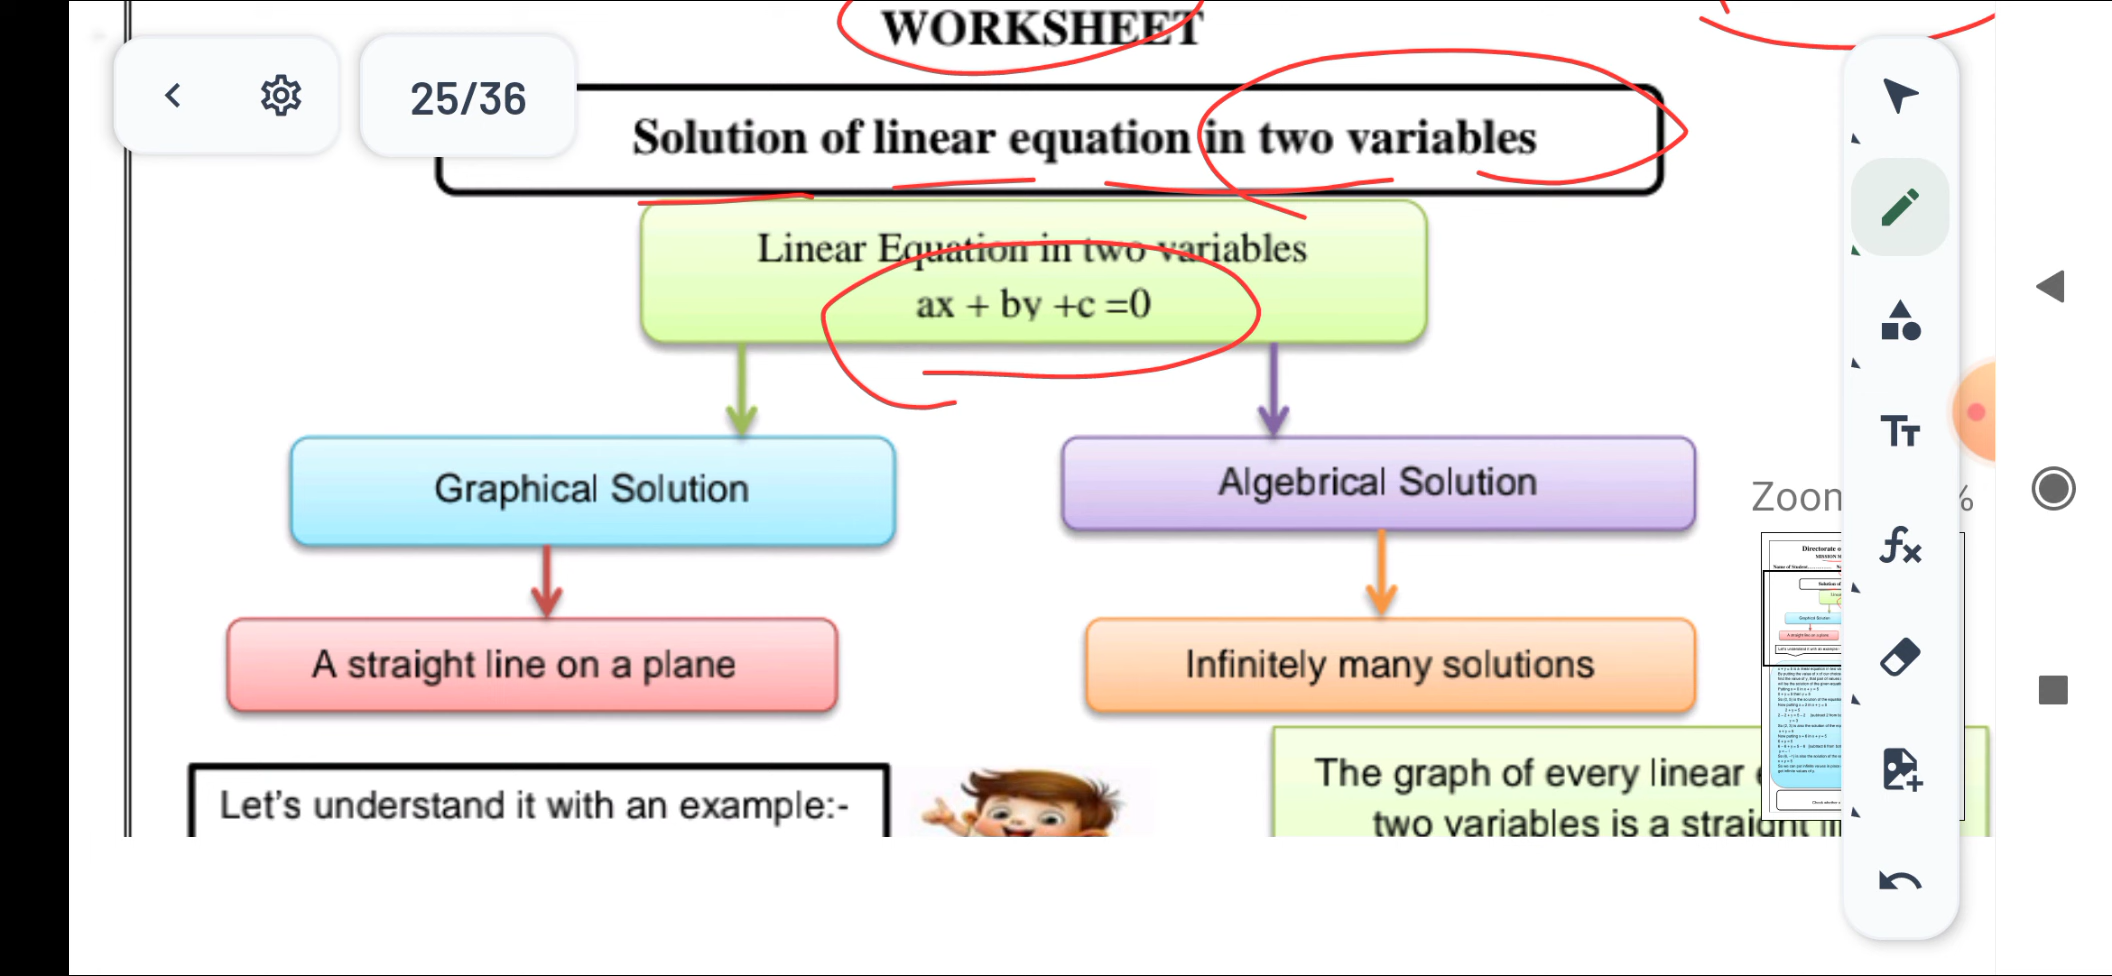 WORKSHEET
25/36
Solution of linear equation in two variables
Linear Equation in two variables
ax + by +c =0
Graphical Solution
Algebrical Solution
Zoom %
A straight line on a plane
Infinitely many solutions
Let's understand it with an example:-
The graph of every linear
two variables is a straight